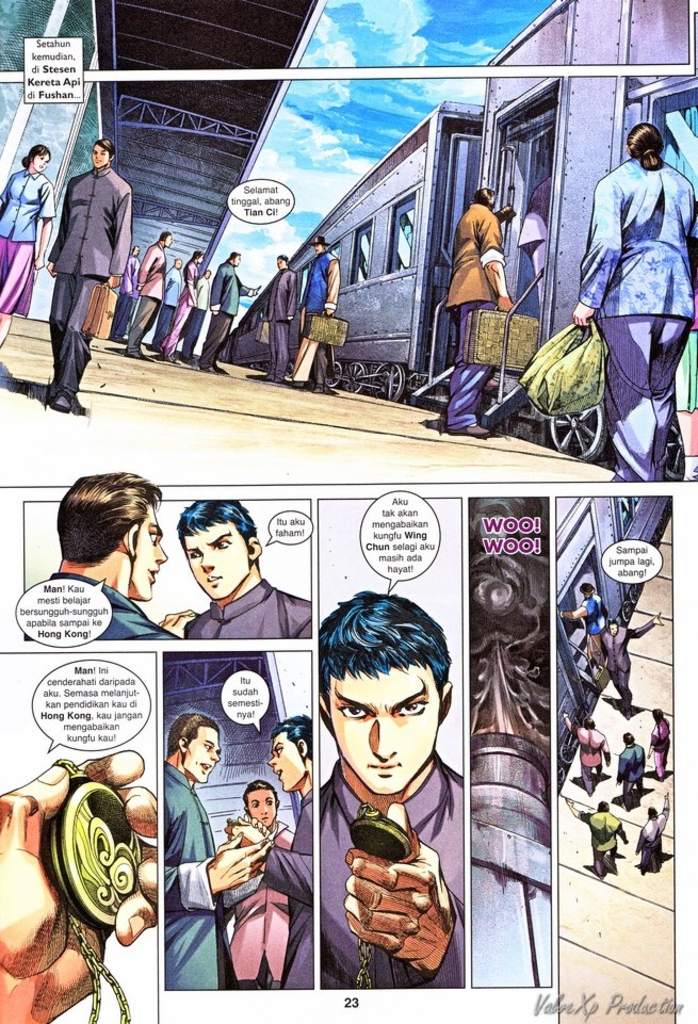 Setahun
kemudian,
di Stesen
Kereta Api
di Fushan...
Selamat
tinggal, abang
Tian Ci!
Man! Kau
mesti belajar
bersungguh-sungguh
apabila sampai ke
Hong Kong!
Itu aku
faham!
Man! Ini
cenderahati daripada
aku. Semasa melanjut-
kan pendidikan kau di
Hong Kong, kau jangan
mengabaikan
kungfu kau!
Itu
sudah
semesti-
nya!
Aku
tak akan
mengabaikan
kungfu Wing
Chun selagi aku
masih ada
hayat!
WOO!
WOO!
Sampai
jumpa lagi,
abang!
23
ValveXp Production